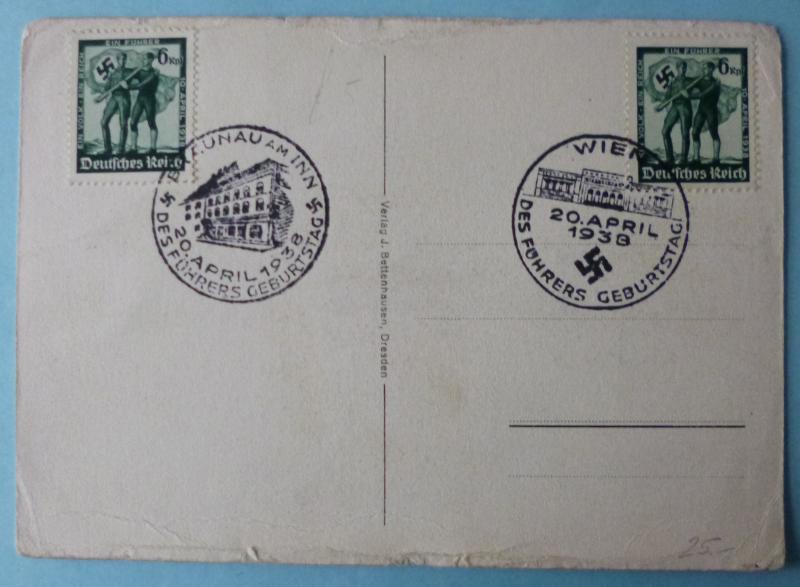 EIN VOLK · EIN REICH
EIN FÜHRER
10·APRIL 1938
6 Rpf
Deutsches Reich
BRAUNAU AM INN
20. APRIL 1938
DES FÜHRERS GEBURTSTAG
Verlag J. Bettenhausen, Dresden
EIN VOLK · EIN REICH
EIN FÜHRER
10·APRIL 1938
6 Rpf
Deutsches Reich
WIEN
20. APRIL
1938
DES FÜHRERS GEBURTSTAG
25.–